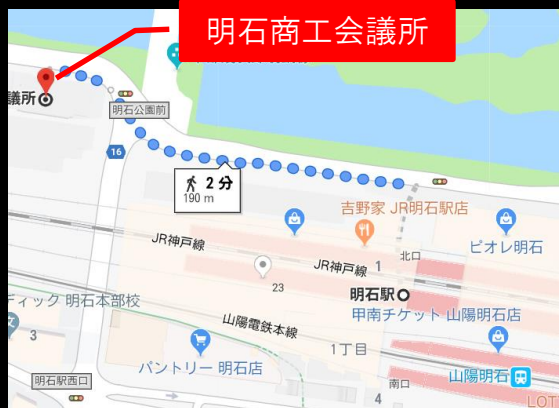 明石商工会議所
議所
明石公園前
16
2 分
190 m
吉野家 JR明石駅店
ピオレ明石
JR神戸線
JR神戸線
1
北口
23
明石駅
ディック 明石本部校
甲南チケット 山陽明石店
3
山陽電鉄本線
1丁目
パントリー 明石店
明石駅西口
南口
山陽明石
4
LOT